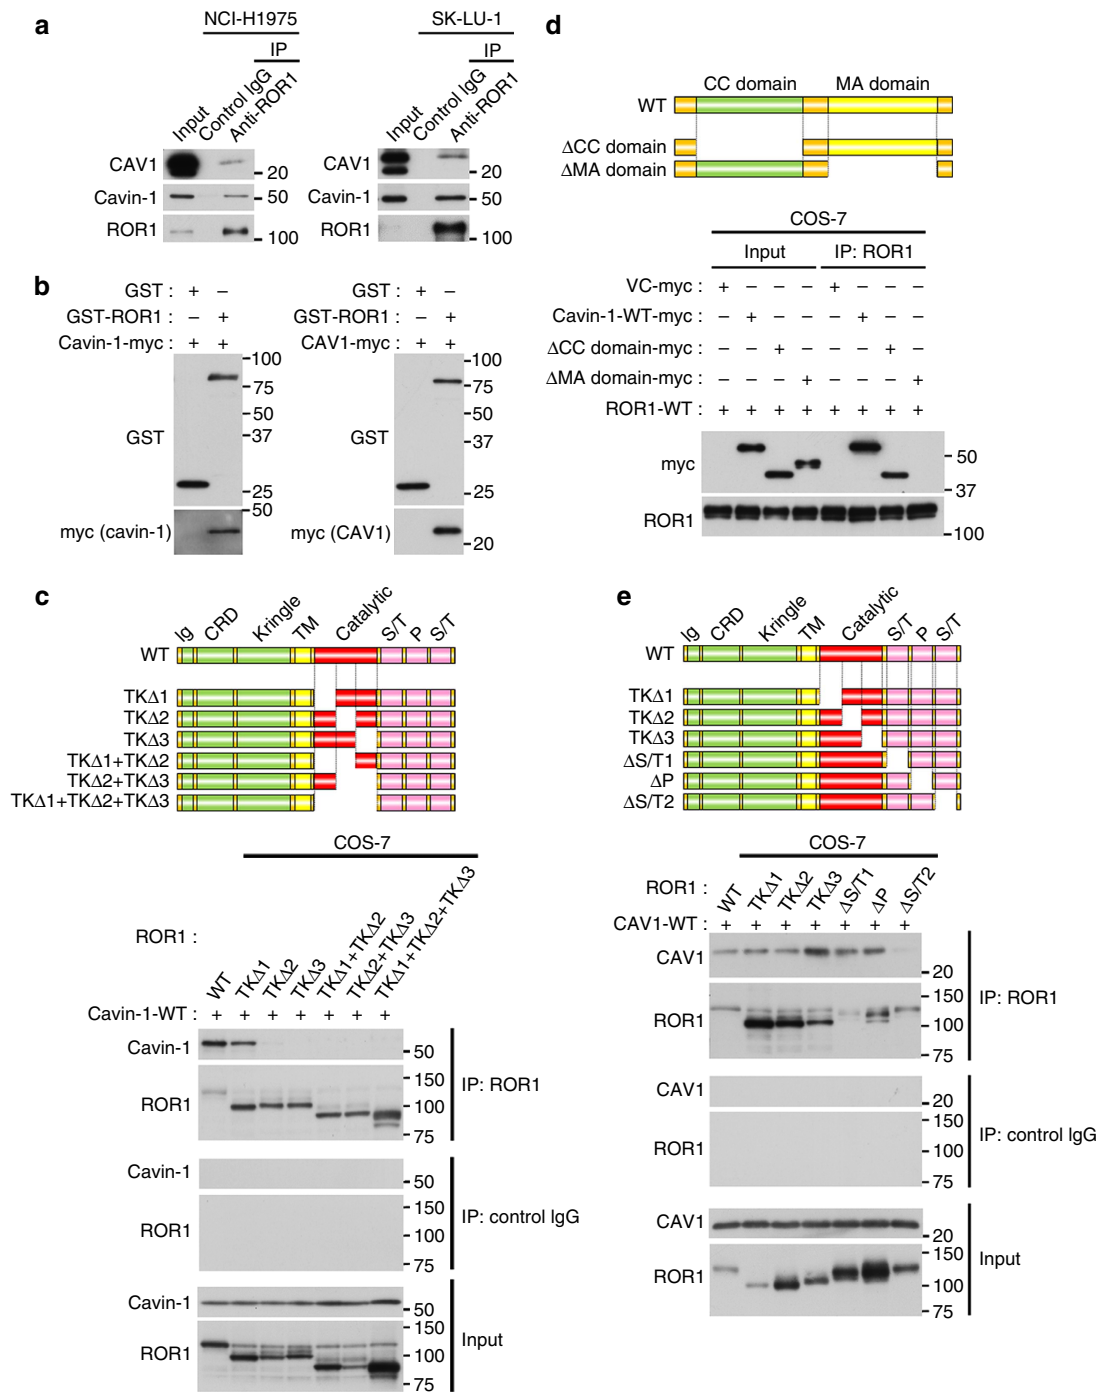 a
NCI-H1975
IP
Input
Control IgG
Anti-ROR1
CAV1
20
Cavin-1
50
ROR1
100
SK-LU-1
IP
Input
Control IgG
Anti-ROR1
CAV1
20
Cavin-1
50
ROR1
100
b
GST : + –
GST-ROR1 : – +
Cavin-1-myc : + +
100
75
50
37
GST
25
50
myc (cavin-1)
GST : + –
GST-ROR1 : – +
CAV1-myc : + +
100
75
50
37
GST
25
myc (CAV1)
20
c
Ig CRD Kringle TM Catalytic S/T P S/T
WT
TKΔ1
TKΔ2
TKΔ3
TKΔ1+TKΔ2
TKΔ2+TKΔ3
TKΔ1+TKΔ2+TKΔ3
COS-7
ROR1 :
WT TKΔ1 TKΔ2 TKΔ3 TKΔ1+TKΔ2 TKΔ2+TKΔ3 TKΔ1+TKΔ2+TKΔ3
Cavin-1-WT : + + + + + + +
Cavin-1
50
150
ROR1
100
75
IP: ROR1
Cavin-1
50
150
ROR1
100
75
IP: control IgG
Cavin-1
50
150
ROR1
100
75
Input
d
CC domain MA domain
WT
ΔCC domain
ΔMA domain
COS-7
Input IP: ROR1
VC-myc : + – – – + – – –
Cavin-1-WT-myc : – + – – – + – –
ΔCC domain-myc : – – + – – – + –
ΔMA domain-myc : – – – + – – – +
ROR1-WT : + + + + + + + +
myc
50
37
ROR1
100
e
Ig CRD Kringle TM Catalytic S/T P S/T
WT
TKΔ1
TKΔ2
TKΔ3
ΔS/T1
ΔP
ΔS/T2
COS-7
ROR1 :
WT TKΔ1 TKΔ2 TKΔ3 ΔS/T1 ΔP ΔS/T2
CAV1-WT : + + + + + + +
CAV1
20
150
ROR1
100
75
IP: ROR1
CAV1
20
150
ROR1
100
75
IP: control IgG
CAV1
20
150
ROR1
100
75
Input